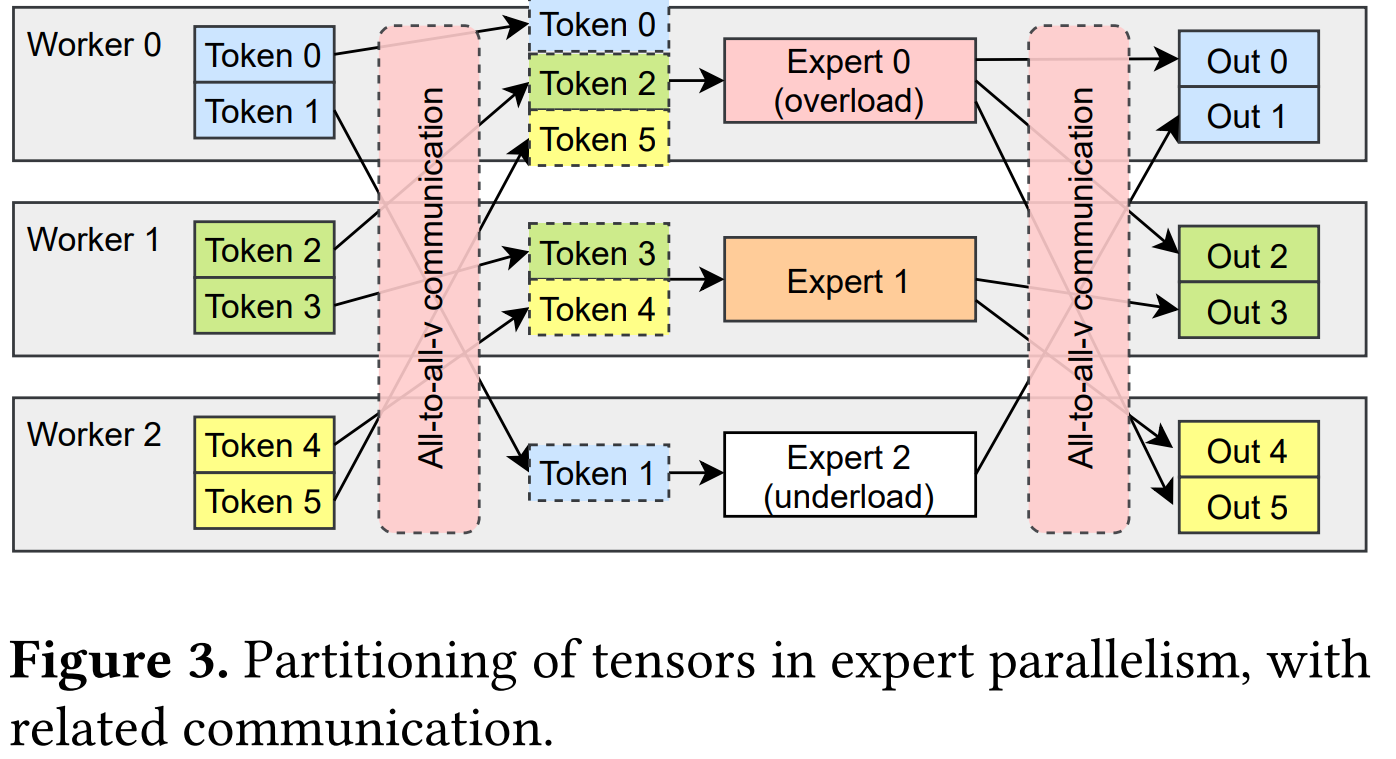 Worker 0
Token 0
Token 1
All-to-all-v communication
Token 0
Token 2
Token 5
Expert 0
(overload)
All-to-all-v communication
Out 0
Out 1
Worker 1
Token 2
Token 3
Token 3
Token 4
Expert 1
Out 2
Out 3
Worker 2
Token 4
Token 5
Token 1
Expert 2
(underload)
Out 4
Out 5
Figure 3. Partitioning of tensors in expert parallelism, with
related communication.